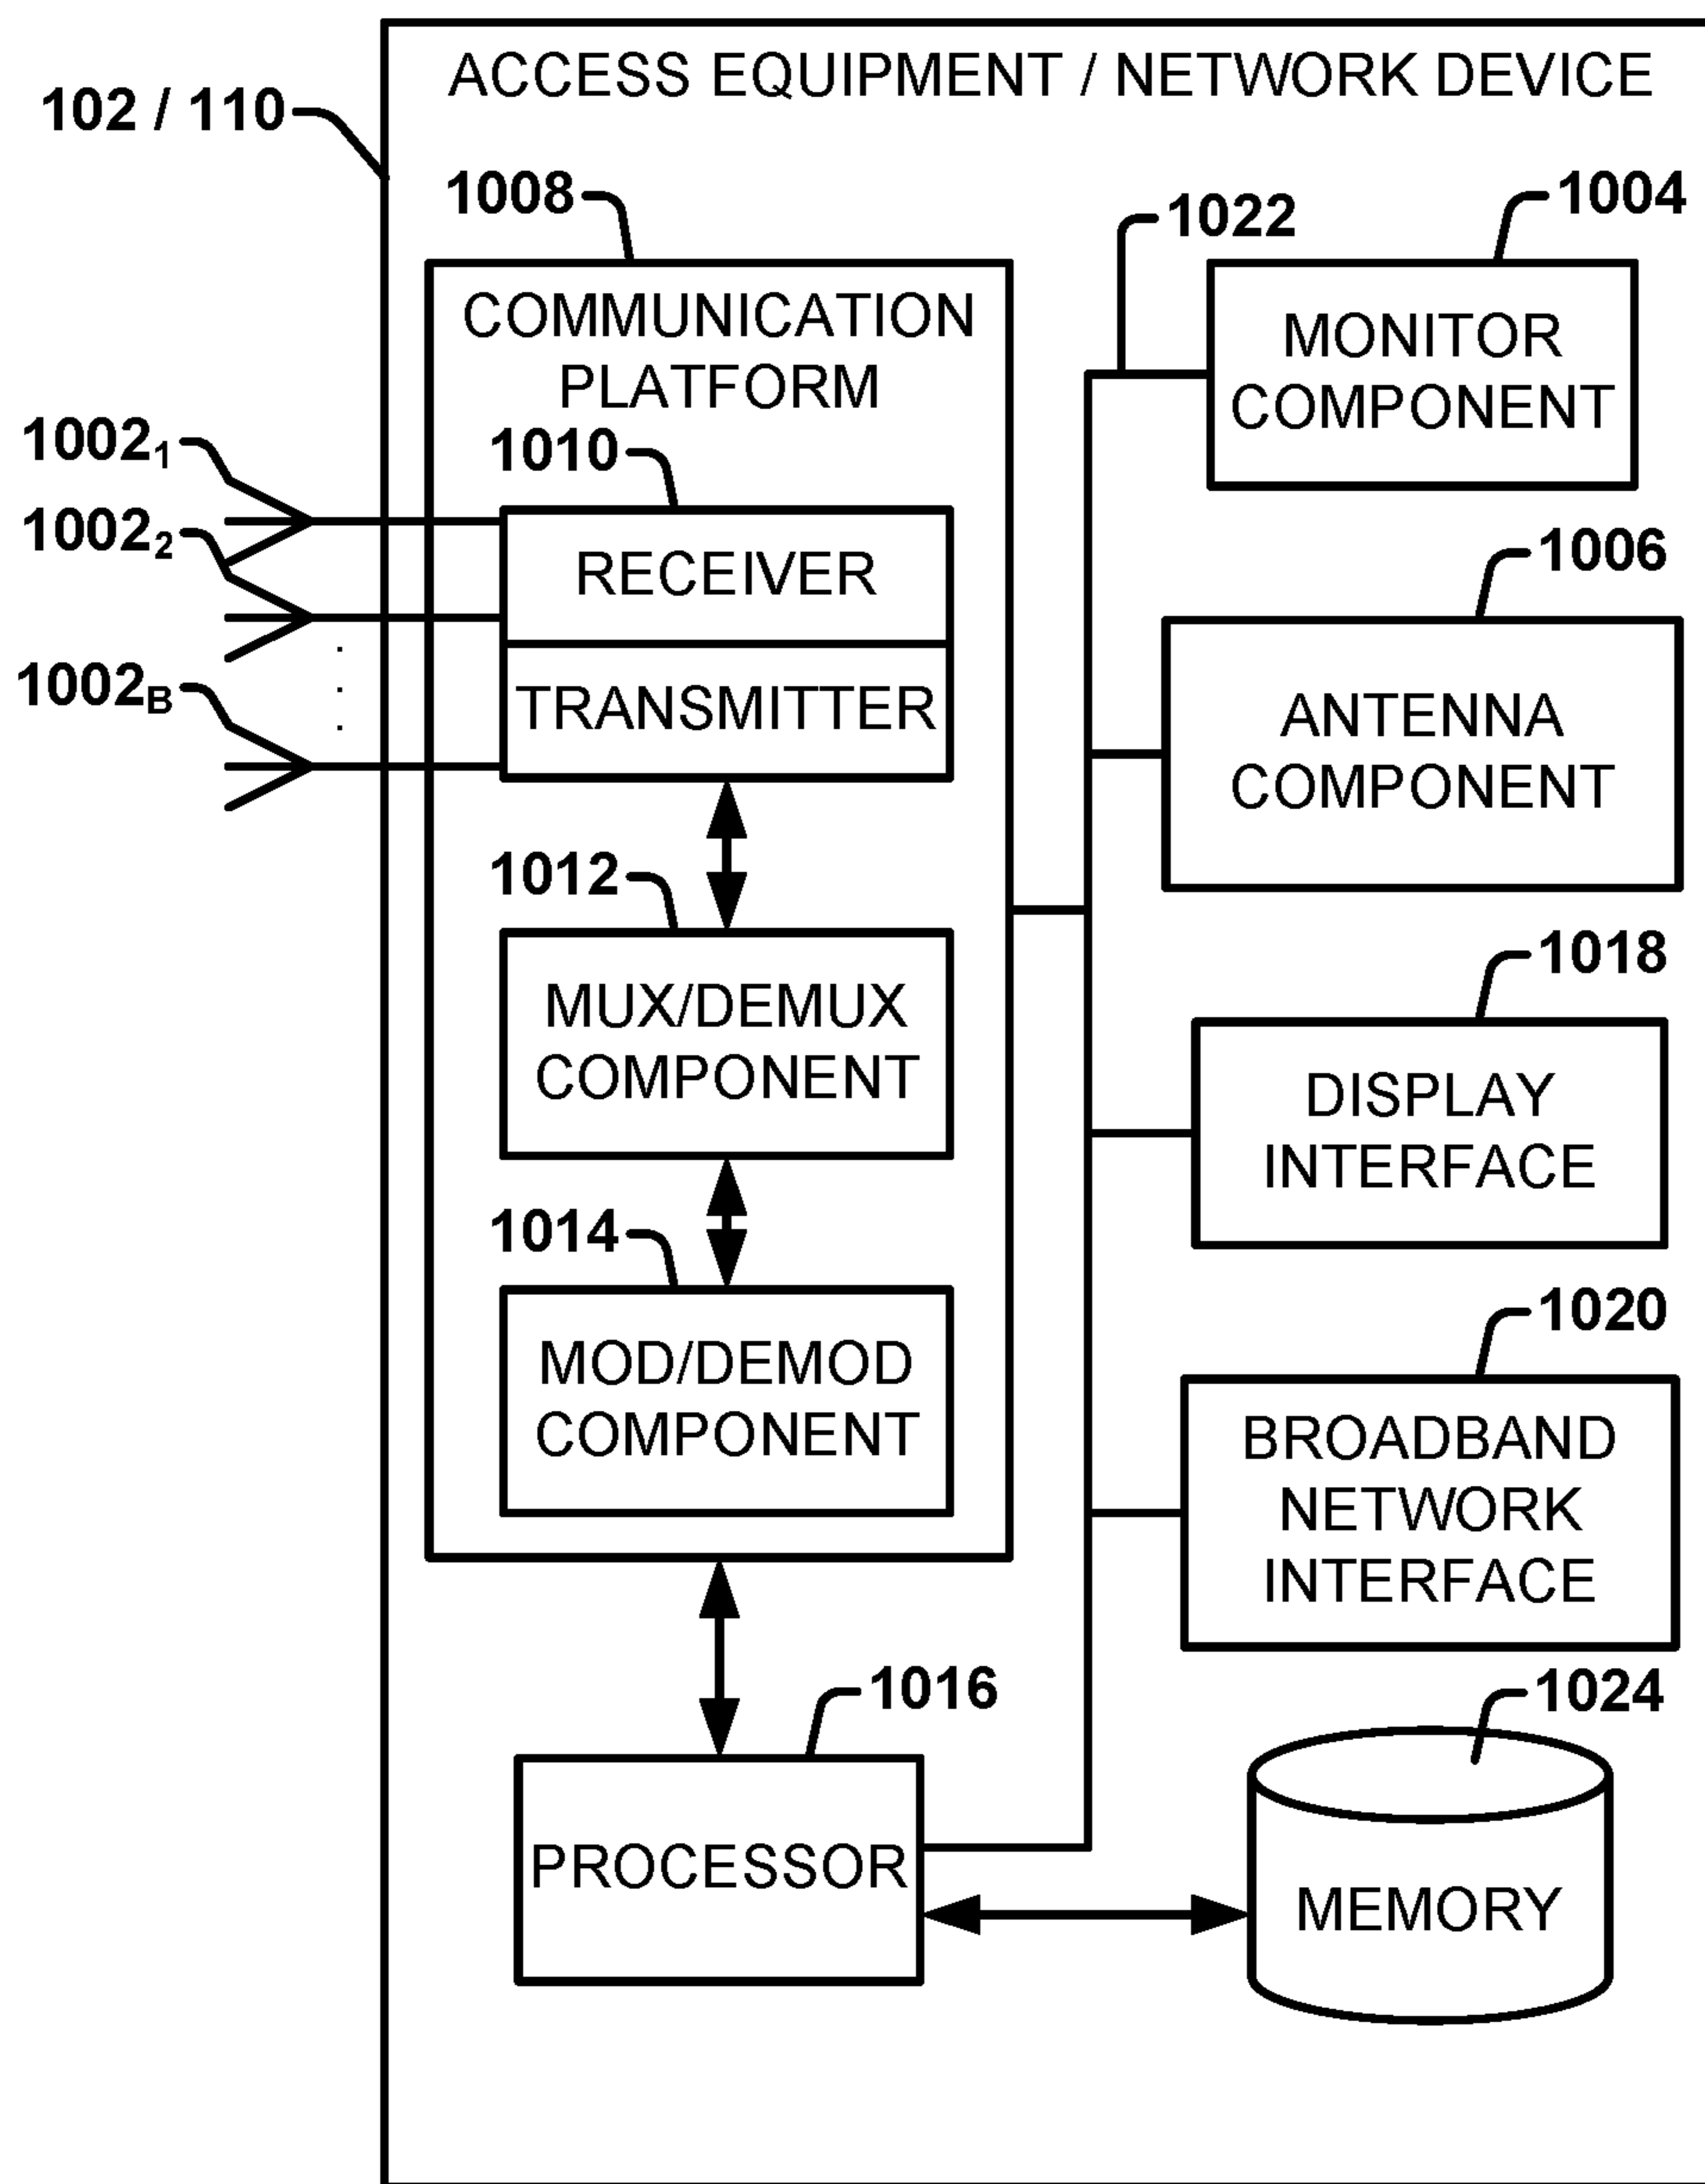 ACCESS EQUIPMENT / NETWORK DEVICE
102 / 110
1008
1004
1022
COMMUNICATION
PLATFORM
MONITOR
COMPONENT
1002₁
1010
1002₂
RECEIVER
1006
1002B
TRANSMITTER
ANTENNA
COMPONENT
.
.
.
1012
MUX/DEMUX
COMPONENT
1018
DISPLAY
INTERFACE
1014
MOD/DEMOD
COMPONENT
1020
BROADBAND
NETWORK
INTERFACE
1016
PROCESSOR
1024
MEMORY